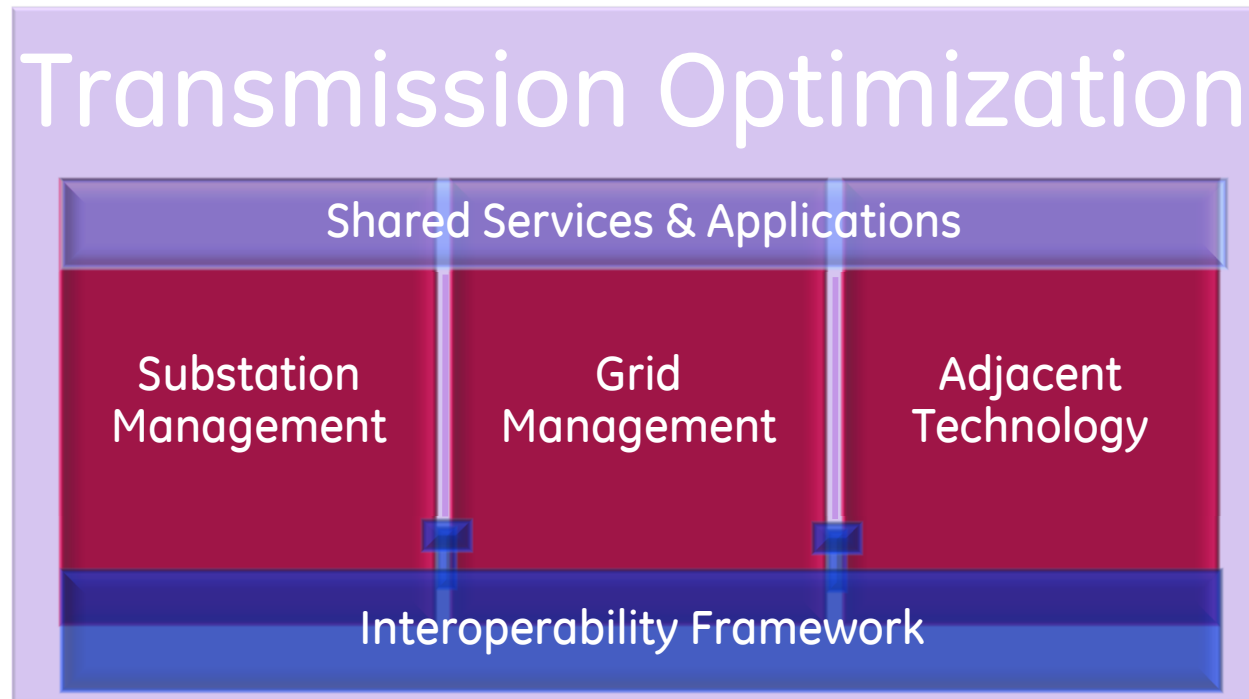 Transmission Optimization
Shared Services & Applications
Substation
Management
Grid
Management
Adjacent
Technology
Interoperability Framework